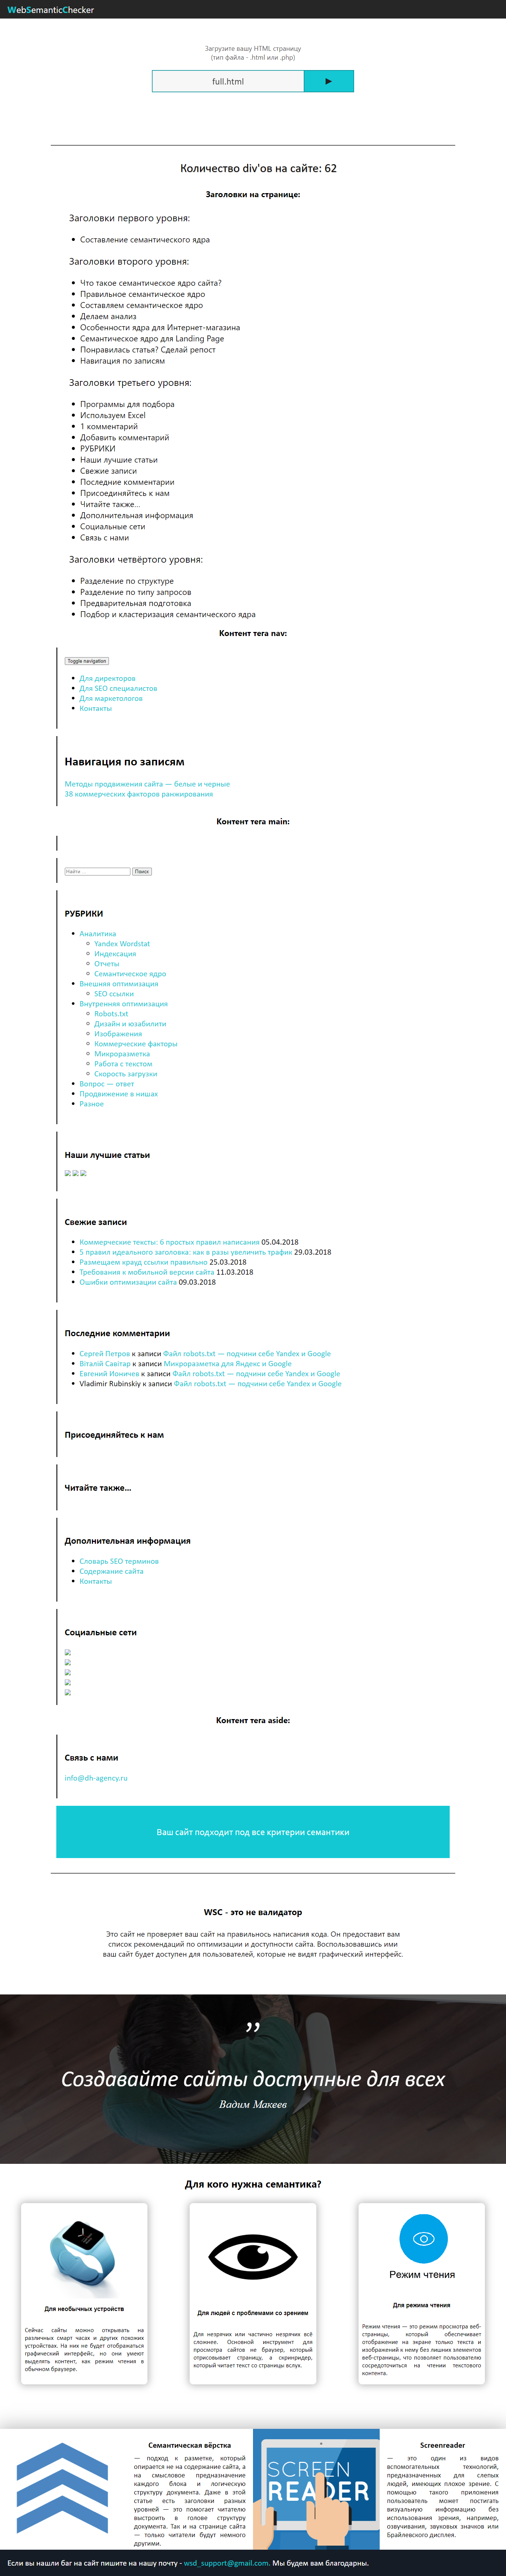 WebSemanticChecker
Загрузите вашу HTML страницу
(тип файла - .html или .php)
full.html
Количество div'ов на сайте: 62
Заголовки на странице:
Заголовки первого уровня:
Составление семантического ядра
Заголовки второго уровня:
Что такое семантическое ядро сайта?
Правильное семантическое ядро
Составляем семантическое ядро
Делаем анализ
Особенности ядра для Интернет-магазина
Семантическое ядро для Landing Page
Понравилась статья? Сделай репост
Навигация по записям
Заголовки третьего уровня:
Программы для подбора
Используем Excel
1 комментарий
Добавить комментарий
РУБРИКИ
Наши лучшие статьи
Свежие записи
Последние комментарии
Присоединяйтесь к нам
Читайте также...
Дополнительная информация
Социальные сети
Связь с нами
Заголовки четвёртого уровня:
Разделение по структуре
Разделение по типу запросов
Предварительная подготовка
Подбор и кластеризация семантического ядра
Контент тега nav:
Toggle navigation
Для директоров
Для SEO специалистов
Для маркетологов
Контакты
Навигация по записям
Методы продвижения сайта — белые и черные
38 коммерческих факторов ранжирования
Контент тега main:
Найти ... Поиск
РУБРИКИ
Аналитика
Yandex Wordstat
Индексация
Отчеты
Семантическое ядро
Внешняя оптимизация
SEO ссылки
Внутренняя оптимизация
Robots.txt
Дизайн и юзабилити
Изображения
Коммерческие факторы
Микроразметка
Работа с текстом
Скорость загрузки
Вопрос — ответ
Продвижение в нишах
Разное
Наши лучшие статьи
Свежие записи
Коммерческие тексты: 6 простых правил написания 05.04.2018
5 правил идеального заголовка: как в разы увеличить трафик 29.03.2018
Размещаем крауд ссылки правильно 25.03.2018
Требования к мобильной версии сайта 11.03.2018
Ошибки оптимизации сайта 09.03.2018
Последние комментарии
Сергей Петров к записи Файл robots.txt — подчини себе Yandex и Google
Віталій Савітар к записи Микроразметка для Яндекс и Google
Евгений Ионичев к записи Файл robots.txt — подчини себе Yandex и Google
Vladimir Rubinskiy к записи Файл robots.txt — подчини себе Yandex и Google
Присоединяйтесь к нам
Читайте также...
Дополнительная информация
Словарь SEO терминов
Содержание сайта
Контакты
Социальные сети
Контент тега aside:
Связь с нами
info@dh-agency.ru
Ваш сайт подходит под все критерии семантики
WSC - это не валидатор
Это сайт не проверяет ваш сайт на правильнось написания кода. Он предоставит вам
список рекомендаций по оптимизации и доступности сайта. Воспользовавшись ими
ваш сайт будет доступен для пользователей, которые не видят графический интерфейс.
”
Создавайте сайты доступные для всех
Вадим Макеев
Для кого нужна семантика?
Для необычных устройств
Сейчас сайты можно открывать на
различных смарт часах и других похожих
устройствах. На них не будет отображаться
графический интерфейс, но они умеют
выделять контент, как режим чтения в
обычном браузере.
Для людей с проблемами со зрением
Для незрячих или частично незрячих всё
сложнее. Основной инструмент для
просмотра сайтов не браузер, который
отрисовывает страницу, а скринридер,
который читает текст со страницы вслух.
Режим чтения
Для режима чтения
Режим чтения — это режим просмотра веб-
страницы, который обеспечивает
отображение на экране только текста и
изображений к нему без лишних элементов
веб-страницы, что позволяет пользователю
сосредоточиться на чтении текстового
контента.
Семантическая вёрстка
— подход к разметке, который
опирается не на содержание сайта, а
на смысловое предназначение
каждого блока и логическую
структуру документа. Даже в этой
статье есть заголовки разных
уровней — это помогает читателю
выстроить в голове структуру
документа. Так и на странице сайта
— только читатели будут немного
другими.
SCREEN
READER
Screenreader
— это один из видов
вспомогательных технологий,
предназначенных для слепых
людей, имеющих плохое зрение. С
помощью такого приложения
пользователь может постигать
визуальную информацию без
использования зрения, например,
озвучивания, звуковых значков или
Брайлевского дисплея.
Если вы нашли баг на сайт пишите на нашу почту - wsd_support@gmail.com. Мы будем вам благодарны.